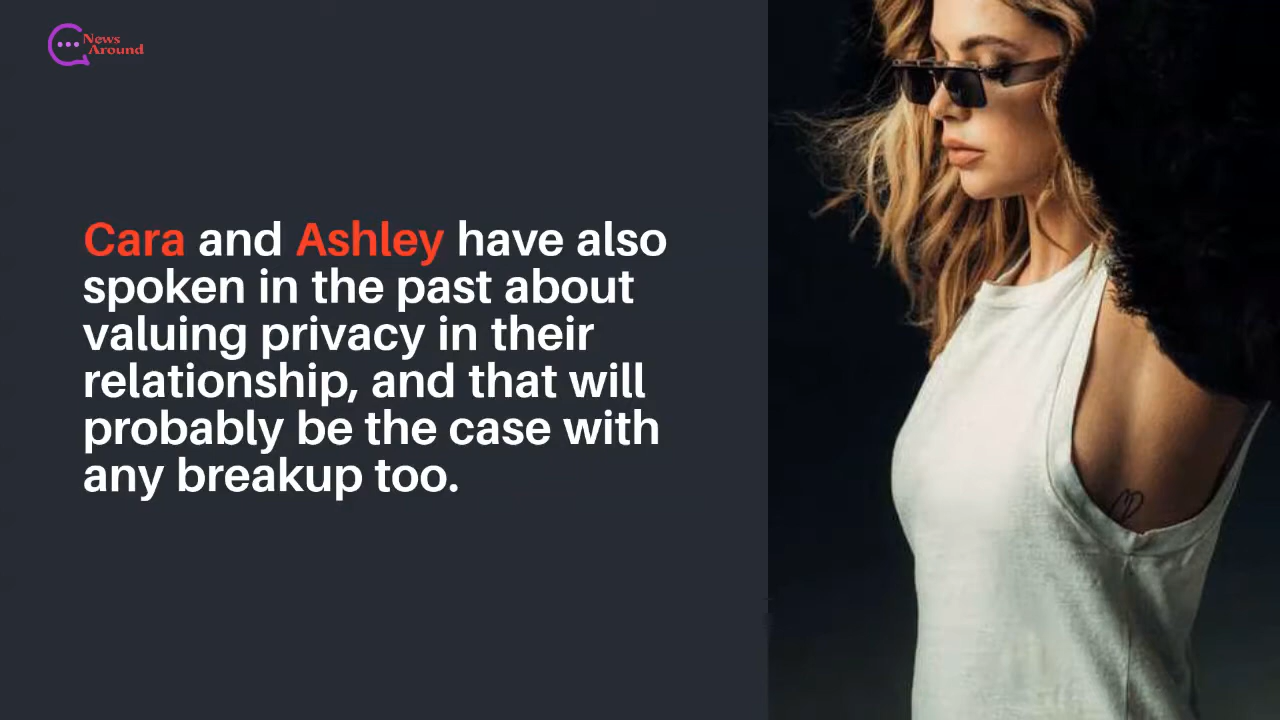 News
Around
Cara and Ashley have also
spoken in the past about
valuing privacy in their
relationship, and that will
probably be the case with
any breakup too.